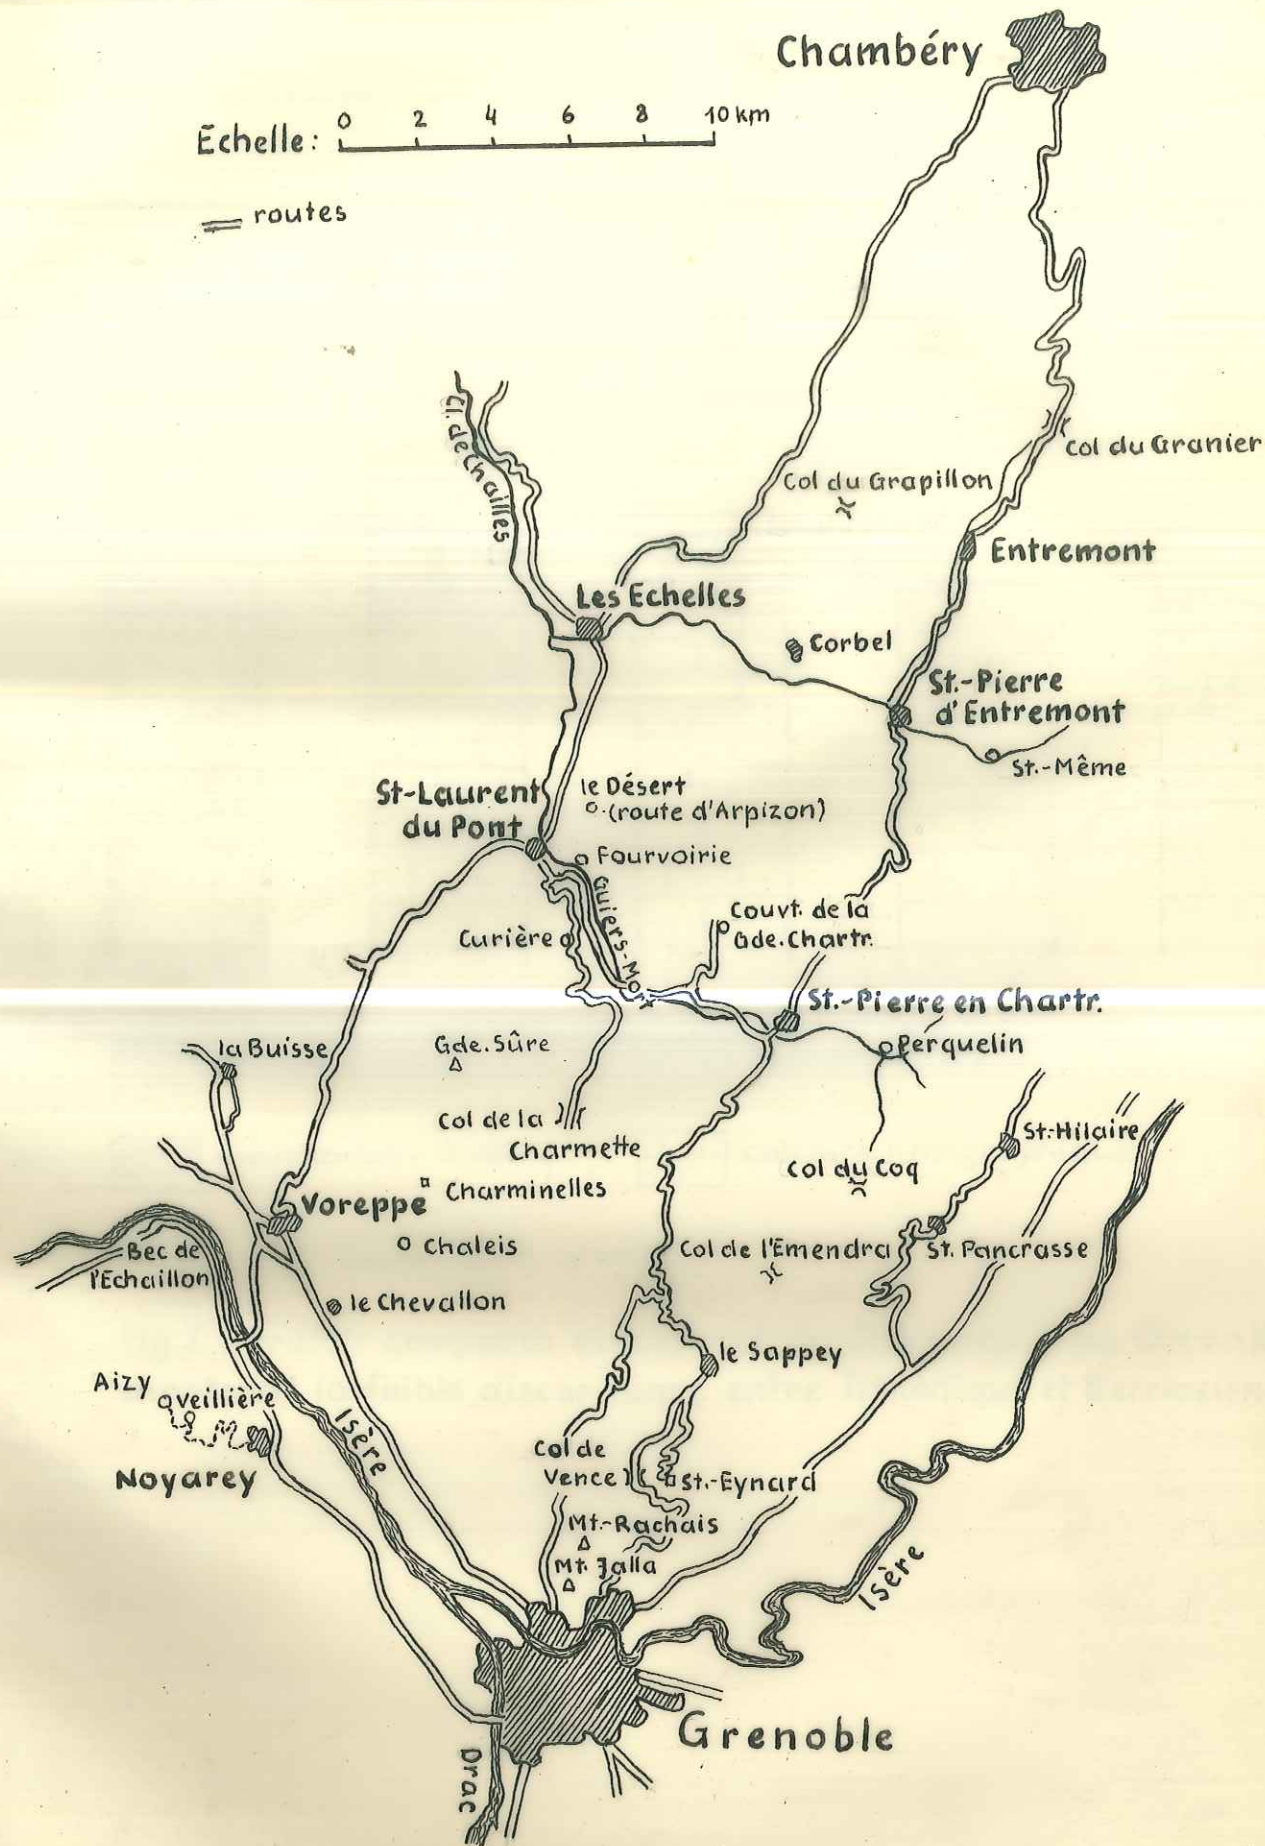 Chambéry
0 2 4 6 8 10 km
Echelle:
routes
Cl. de Chailles
Col du Granier
Col du Grapillon
Entremont
Les Echelles
Corbel
St.-Pierre
d'Entremont
St.-Même
St-Laurent
du Pont
le Désert
(route d'Arpizon)
Fourvoirie
Guiers-Mort
Couvt. de la
Gde. Chartr.
Curière
St.-Pierre en Chartr.
Perquelin
la Buisse
Gde. Sûre
Col de la
Charmette
St.-Hilaire
Col du Coq
Charminelles
Voreppe
Chaleis
Bec de
l'Echaillon
Col de l'Emendra
St. Pancrasse
le Chevallon
le Sappey
Aizy
Veillière
Isère
Noyarey
Col de
Vence
St.-Eynard
Mt.-Rachais
Mt. Jalla
Isère
Grenoble
Drac